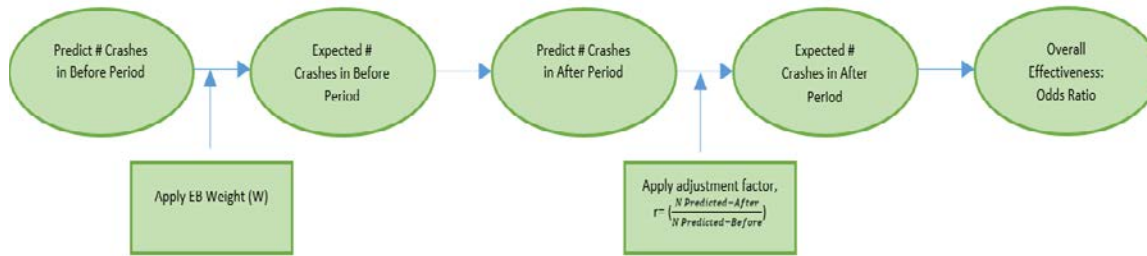 Predict # Crashes
in Before Period
Expected #
Crashes in Before
Period
Predict # Crashes
in After Period
Expected #
Crashes in After
Period
Overall
Effectiveness:
Odds Ratio
Apply EB Weight (W)
Apply adjustment factor,
r= (N Predicted−After / N Predicted−Before)